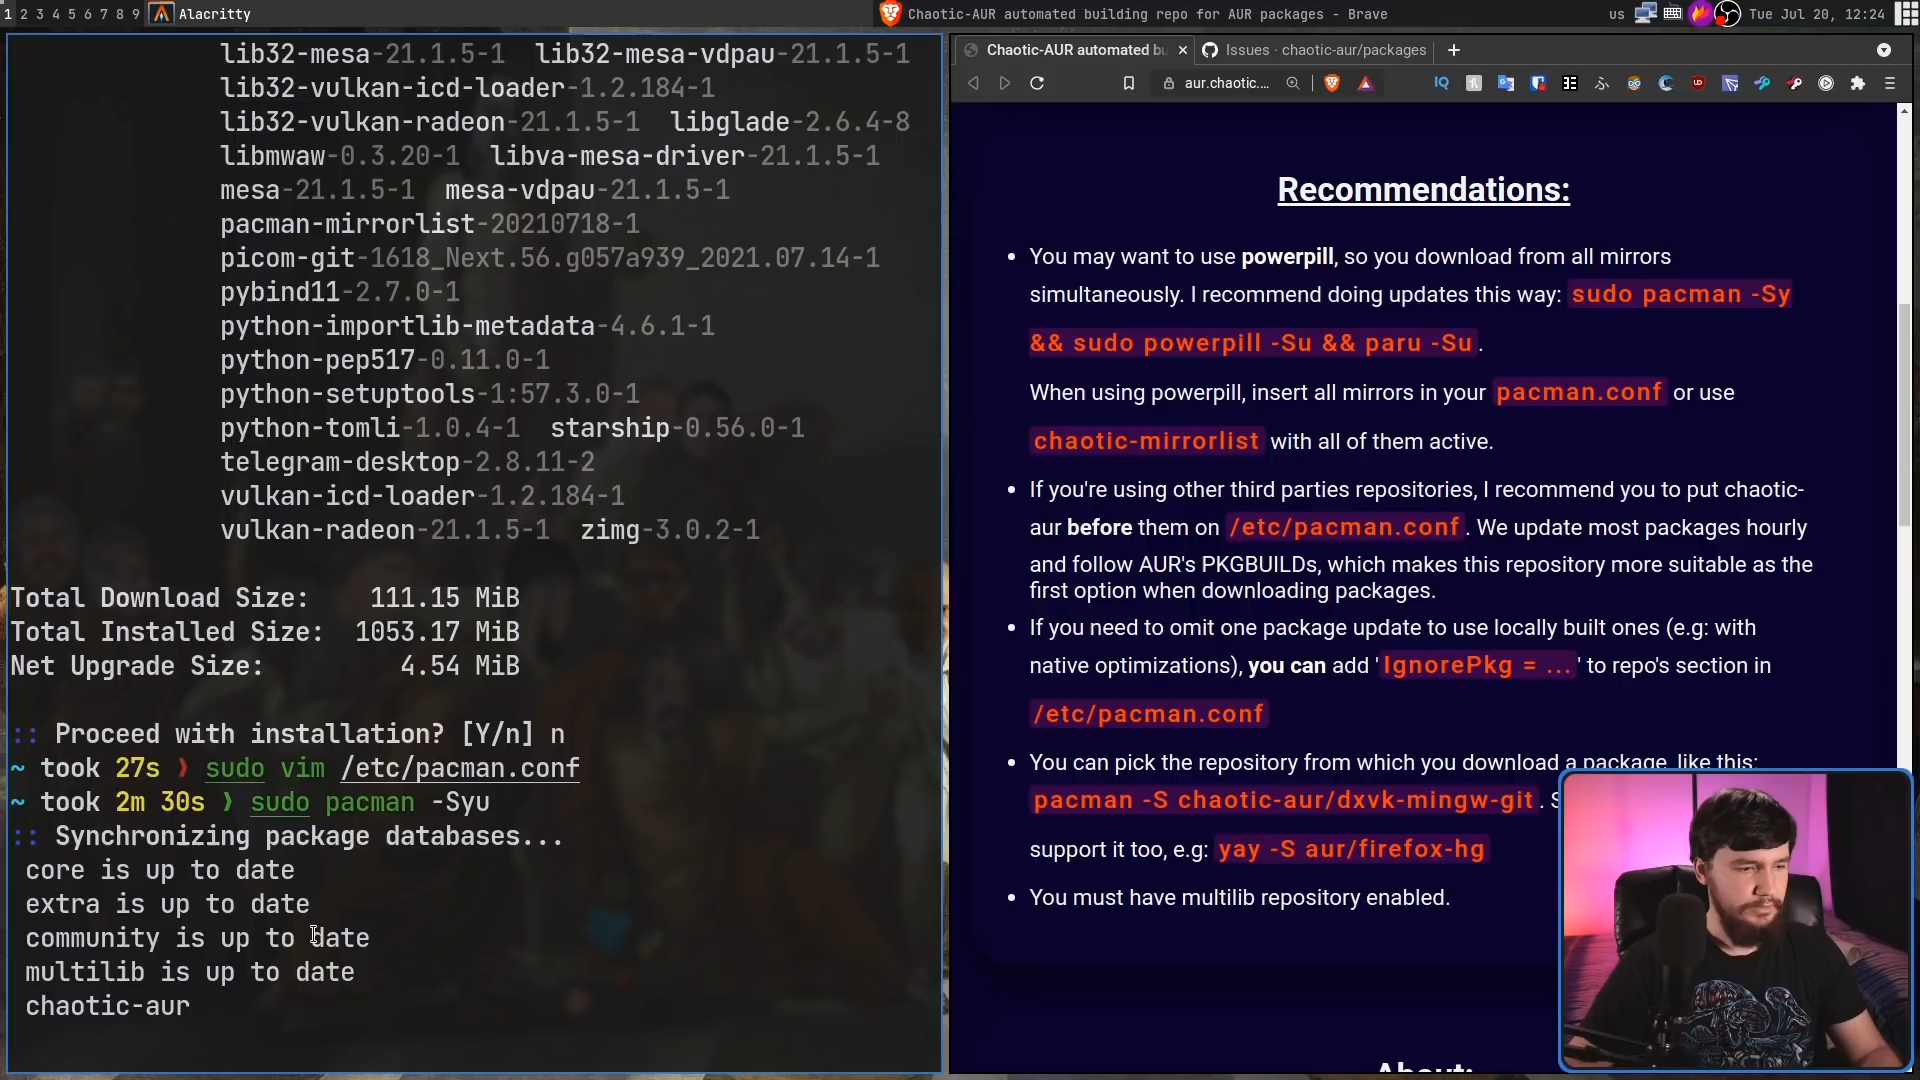 1 2 3 4 5 6 7 8 9 Alacritty
Chaotic-AUR automated building repo for AUR packages - Brave
us Tue Jul 20, 12:24
lib32-mesa-21.1.5-1 lib32-mesa-vdpau-21.1.5-1
lib32-vulkan-icd-loader-1.2.184-1
lib32-vulkan-radeon-21.1.5-1 libglade-2.6.4-8
libmwaw-0.3.20-1 libva-mesa-driver-21.1.5-1
mesa-21.1.5-1 mesa-vdpau-21.1.5-1
pacman-mirrorlist-20210718-1
picom-git-1618_Next.56.g057a939_2021.07.14-1
pybind11-2.7.0-1
python-importlib-metadata-4.6.1-1
python-pep517-0.11.0-1
python-setuptools-1:57.3.0-1
python-tomli-1.0.4-1 starship-0.56.0-1
telegram-desktop-2.8.11-2
vulkan-icd-loader-1.2.184-1
vulkan-radeon-21.1.5-1 zimg-3.0.2-1
Total Download Size: 111.15 MiB
Total Installed Size: 1053.17 MiB
Net Upgrade Size: 4.54 MiB
:: Proceed with installation? [Y/n] n
~ took 27s ❯ sudo vim /etc/pacman.conf
~ took 2m 30s ❯ sudo pacman -Syu
:: Synchronizing package databases...
core is up to date
extra is up to date
community is up to date
multilib is up to date
chaotic-aur
Chaotic-AUR automated bu
Issues · chaotic-aur/packages
aur.chaotic....
Recommendations:
• You may want to use powerpill, so you download from all mirrors
simultaneously. I recommend doing updates this way: sudo pacman -Sy
&& sudo powerpill -Su && paru -Su.
When using powerpill, insert all mirrors in your pacman.conf or use
chaotic-mirrorlist with all of them active.
• If you're using other third parties repositories, I recommend you to put chaotic-
aur before them on /etc/pacman.conf. We update most packages hourly
and follow AUR's PKGBUILDs, which makes this repository more suitable as the
first option when downloading packages.
• If you need to omit one package update to use locally built ones (e.g: with
native optimizations), you can add 'IgnorePkg = ...' to repo's section in
/etc/pacman.conf
• You can pick the repository from which you download a package, like this:
pacman -S chaotic-aur/dxvk-mingw-git. S
support it too, e.g: yay -S aur/firefox-hg
• You must have multilib repository enabled.
About: